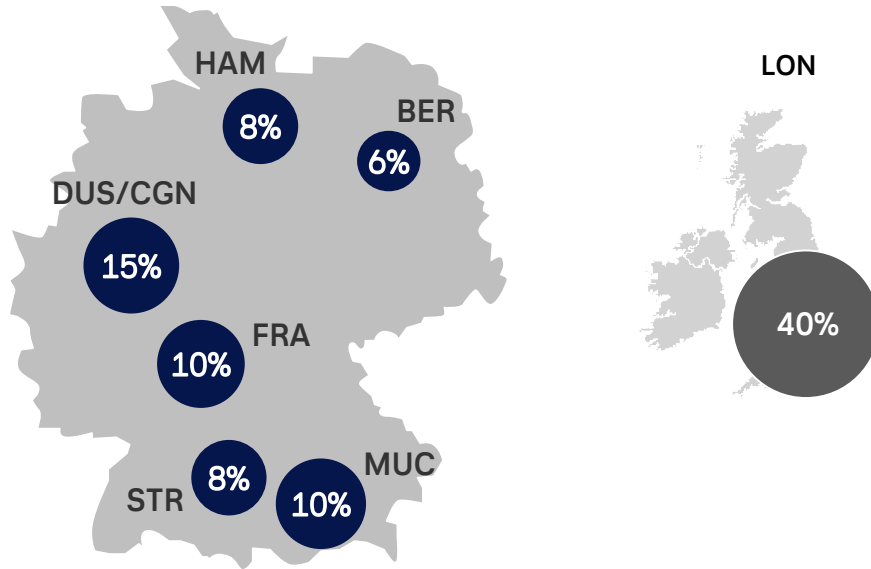 HAM
8%
BER
6%
DUS/CGN
15%
FRA
10%
STR
8%
MUC
10%
LON
40%